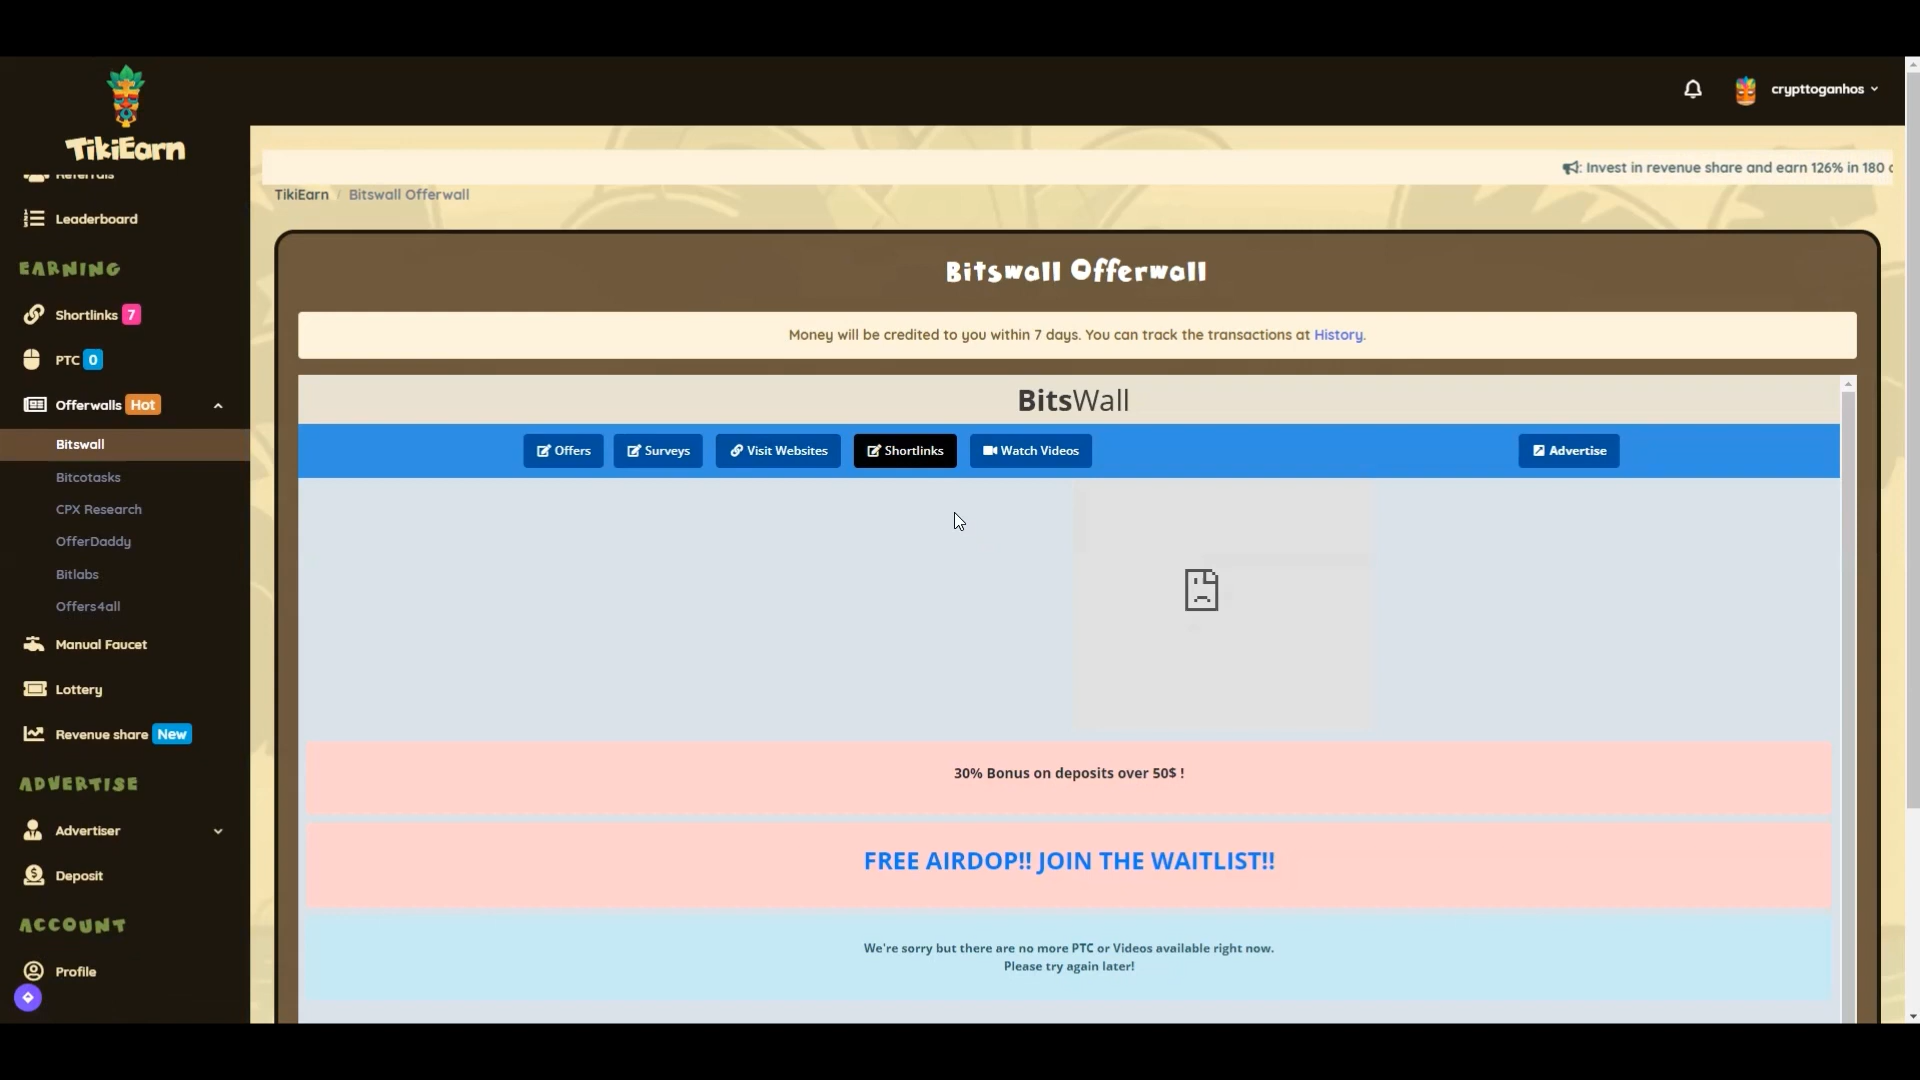 TikiEarn
crypttoganhos
: Invest in revenue share and earn 126% in 180
TikiEarn / Bitswall Offerwall
Referrals
Leaderboard
EARNING
Shortlinks 7
PTC 0
Offerwalls Hot
Bitswall
Bitcotasks
CPX Research
OfferDaddy
Bitlabs
Offers4all
Manual Faucet
Lottery
Revenue share New
ADVERTISE
Advertiser
Deposit
ACCOUNT
Profile
Bitswall Offerwall
Money will be credited to you within 7 days. You can track the transactions at History.
BitsWall
Offers Surveys Visit Websites Shortlinks Watch Videos Advertise
30% Bonus on deposits over 50$ !
FREE AIRDOP!! JOIN THE WAITLIST!!
We're sorry but there are no more PTC or Videos available right now.
Please try again later!